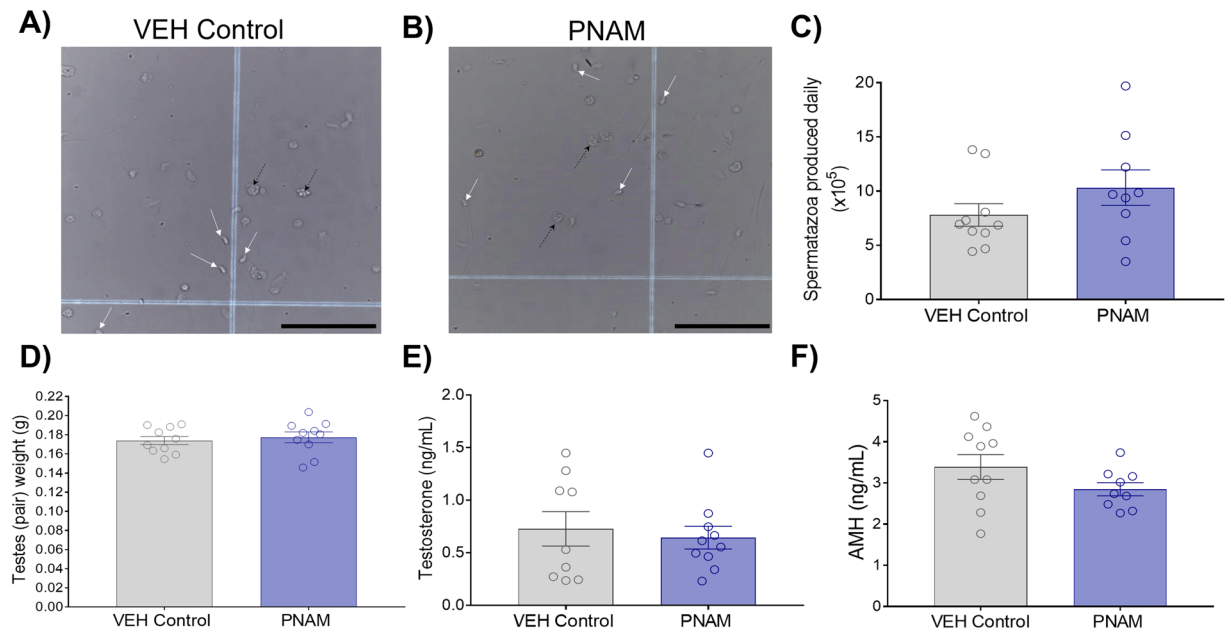 A)
VEH Control
B)
PNAM
C)
Spermatazoa produced daily
(x10⁵)
20
15
10
5
0
VEH Control
PNAM
D)
Testes (pair) weight (g)
0.22
0.20
0.18
0.16
0.14
0.12
0.10
0.08
0.06
0.04
0.02
0.00
VEH Control
PNAM
E)
Testosterone (ng/mL)
2.0
1.5
1.0
0.5
0.0
VEH Control
PNAM
F)
AMH (ng/mL)
5
4
3
2
1
0
VEH Control
PNAM